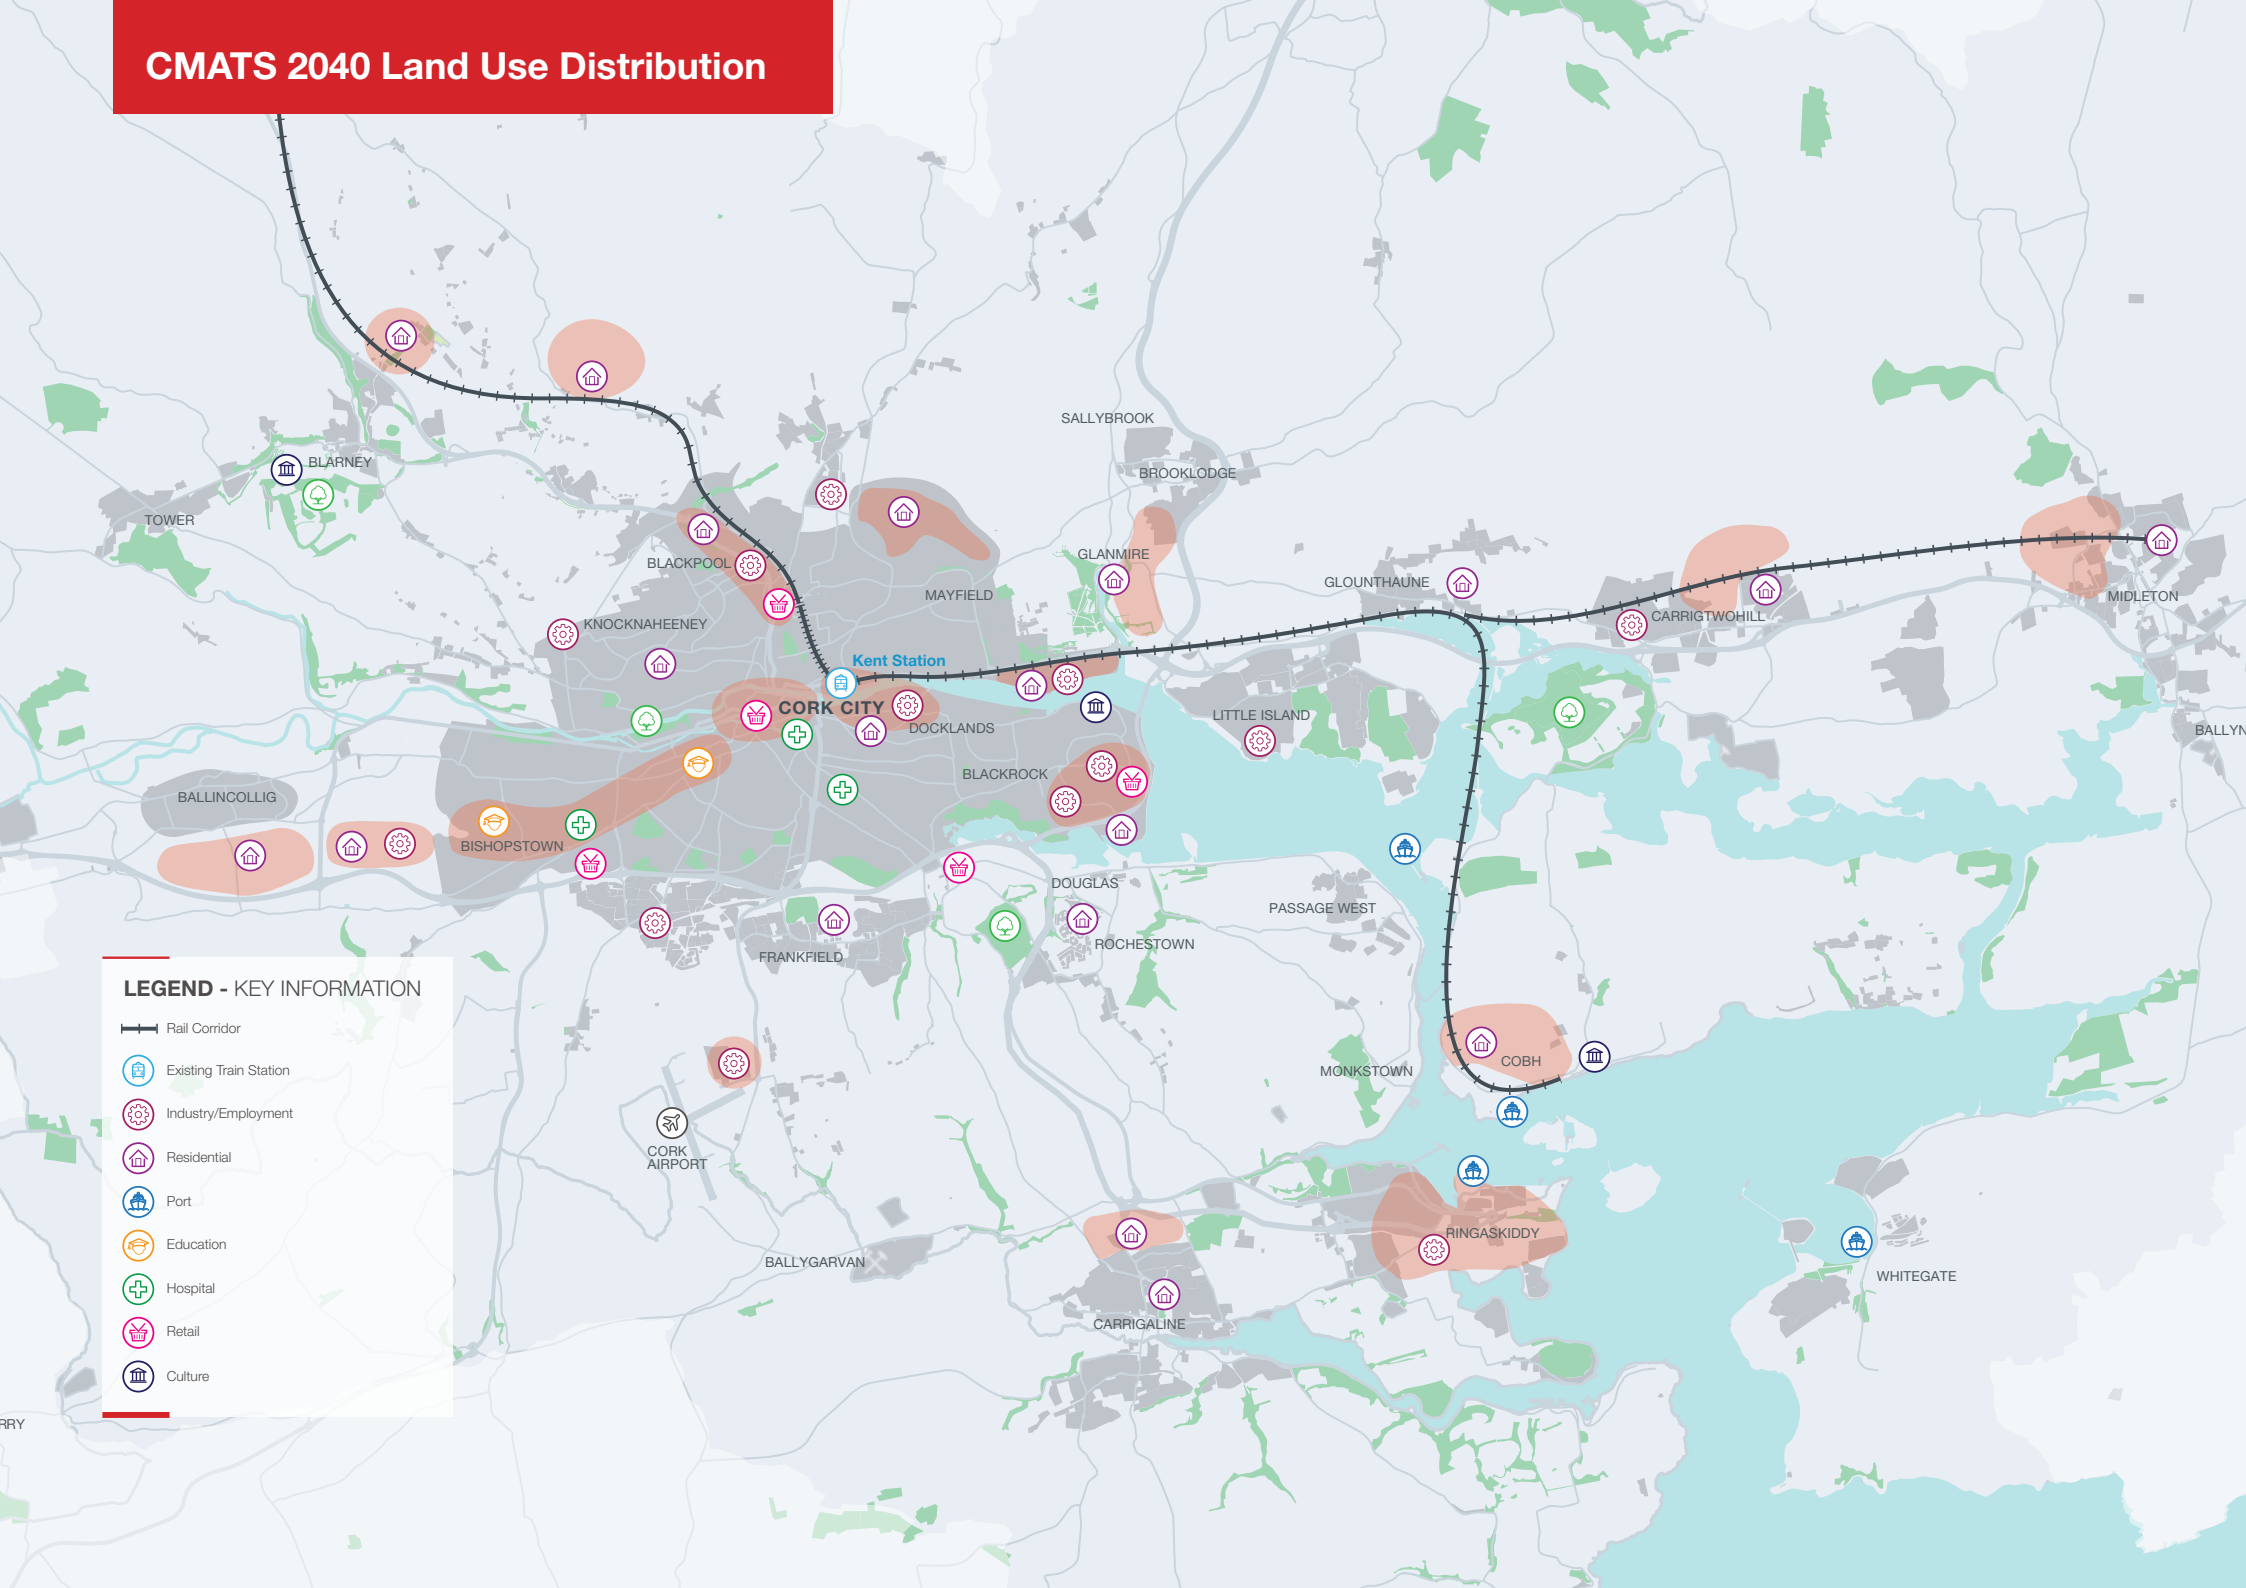 CMATS 2040 Land Use Distribution
SALLYBROOK
BLARNEY
BROOKLODGE
TOWER
GLANMIRE
BLACKPOOL
GLOUNTHAUNE
MAYFIELD
MIDLETON
CARRIGTWOHILL
KNOCKNAHEENEY
Kent Station
CORK CITY
LITTLE ISLAND
DOCKLANDS
BALLYN
BLACKROCK
BALLINCOLLIG
BISHOPSTOWN
DOUGLAS
PASSAGE WEST
ROCHESTOWN
FRANKFIELD
LEGEND - KEY INFORMATION
Rail Corridor
Existing Train Station
Industry/Employment
Residential
Port
Education
Hospital
Retail
Culture
COBH
MONKSTOWN
CORK
AIRPORT
RINGASKIDDY
BALLYGARVAN
WHITEGATE
CARRIGALINE
RRY